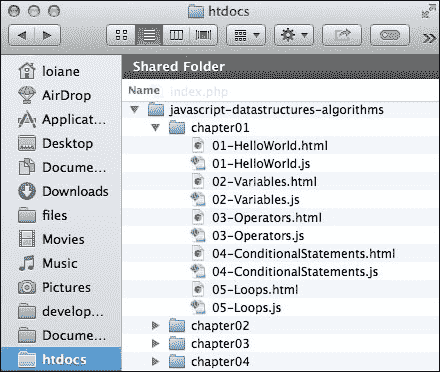 htdocs
loiane
AirDrop
Applicat...
Desktop
Docume...
Downloads
files
Movies
Music
Pictures
develop...
Docume...
htdocs
Shared Folder
Name
index.php
javascript-datastructures-algorithms
chapter01
01-HelloWorld.html
01-HelloWorld.js
02-Variables.html
02-Variables.js
03-Operators.html
03-Operators.js
04-ConditionalStatements.html
04-ConditionalStatements.js
05-Loops.html
05-Loops.js
chapter02
chapter03
chapter04